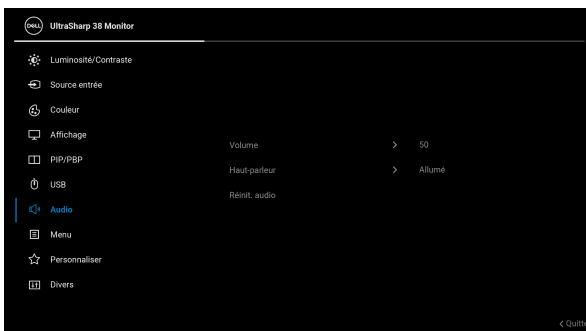 DELL UltraSharp 38 Monitor
Luminosité/Contraste
Source entrée
Couleur
Affichage
PIP/PBP
USB
Audio
Menu
Personnaliser
Divers
Volume > 50
Haut-parleur > Allumé
Réinit. audio
< Quitte